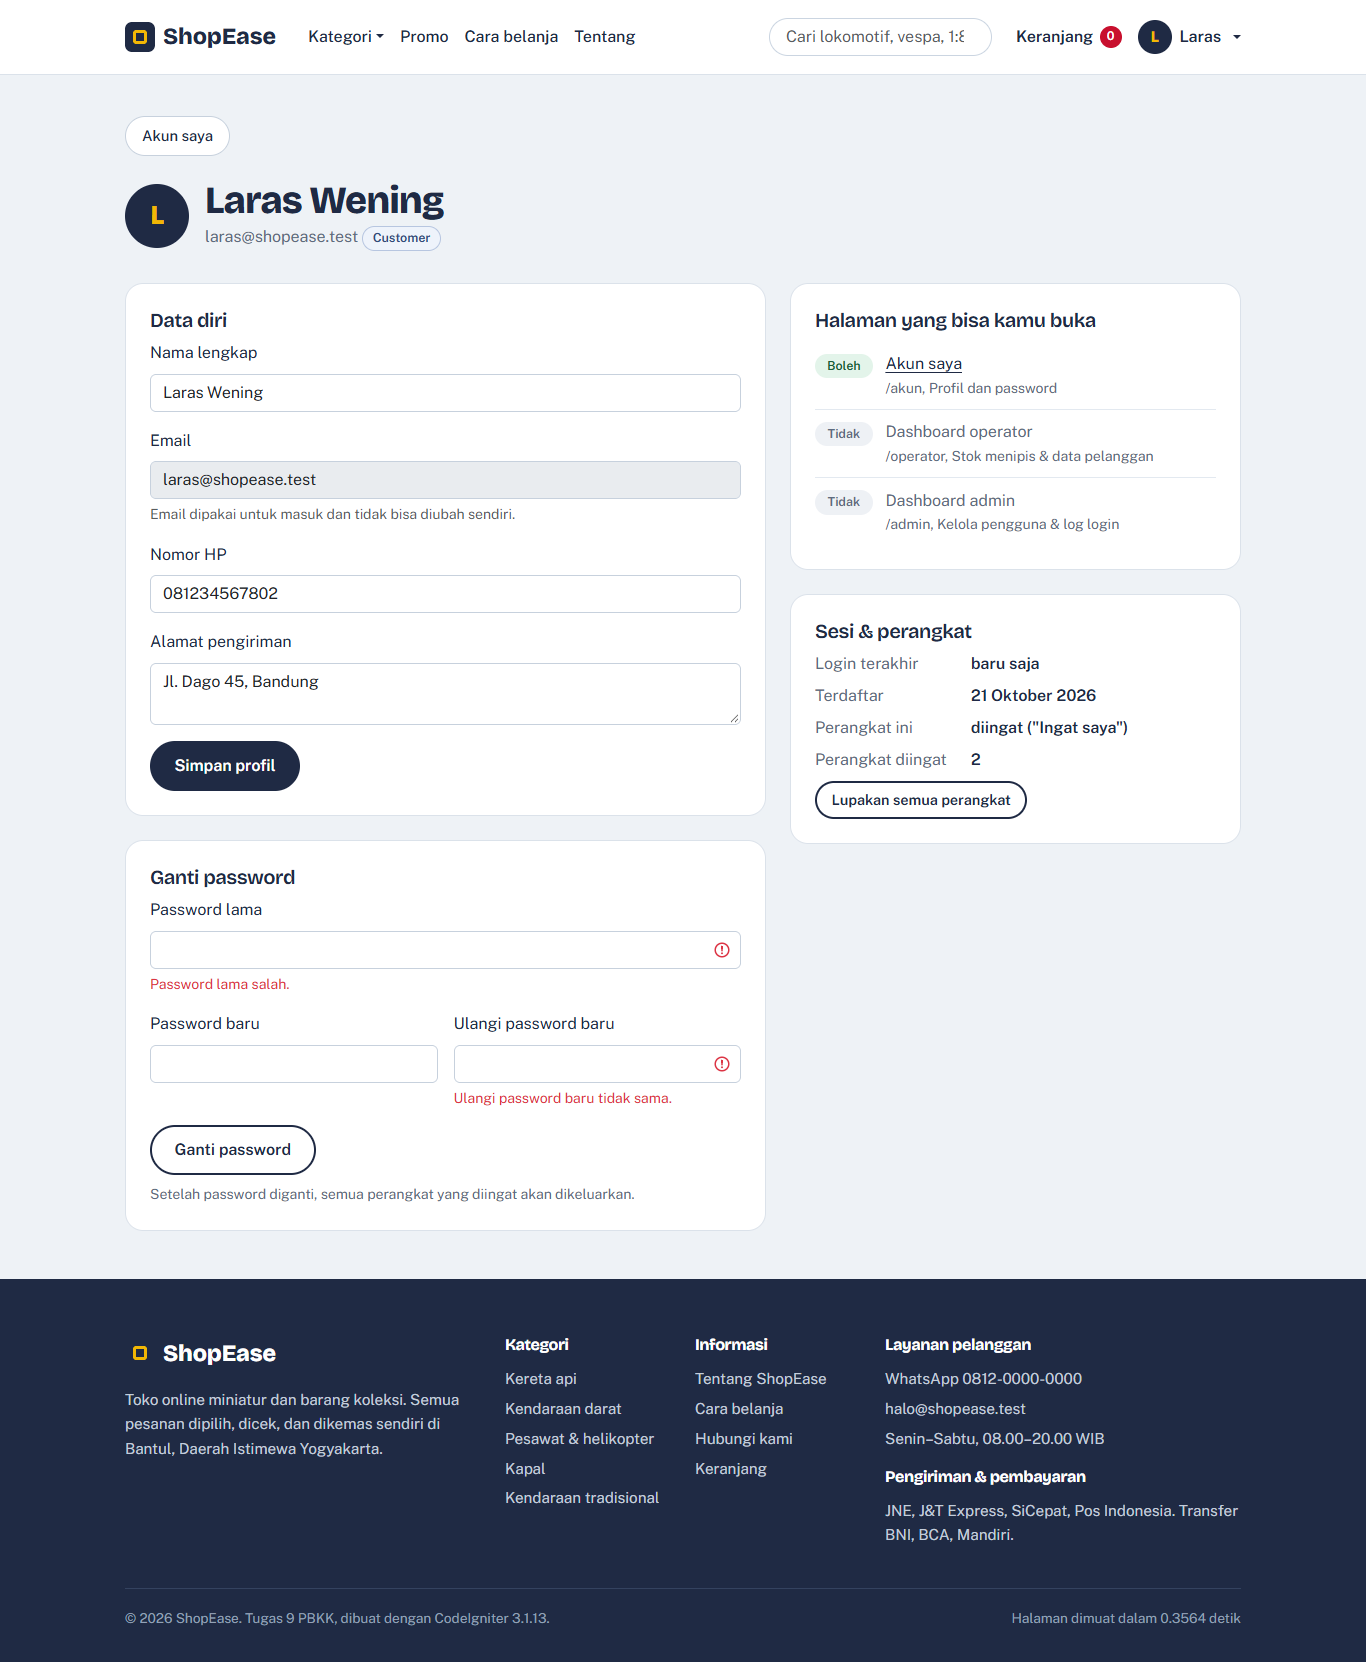 ShopEase
Kategori
Promo
Cara belanja
Tentang
Cari lokomotif, vespa, 1:8
Keranjang 0
L
Laras
Akun saya
L
Laras Wening
laras@shopease.test Customer
Data diri
Nama lengkap
Laras Wening
Email
laras@shopease.test
Email dipakai untuk masuk dan tidak bisa diubah sendiri.
Nomor HP
081234567802
Alamat pengiriman
Jl. Dago 45, Bandung
Simpan profil
Ganti password
Password lama
Password lama salah.
Password baru
Ulangi password baru
Ulangi password baru tidak sama.
Ganti password
Setelah password diganti, semua perangkat yang diingat akan dikeluarkan.
Halaman yang bisa kamu buka
Boleh
Akun saya
/akun, Profil dan password
Tidak
Dashboard operator
/operator, Stok menipis & data pelanggan
Tidak
Dashboard admin
/admin, Kelola pengguna & log login
Sesi & perangkat
Login terakhir baru saja
Terdaftar 21 Oktober 2026
Perangkat ini diingat ("Ingat saya")
Perangkat diingat 2
Lupakan semua perangkat
ShopEase
Toko online miniatur dan barang koleksi. Semua
pesanan dipilih, dicek, dan dikemas sendiri di
Bantul, Daerah Istimewa Yogyakarta.
Kategori
Kereta api
Kendaraan darat
Pesawat & helikopter
Kapal
Kendaraan tradisional
Informasi
Tentang ShopEase
Cara belanja
Hubungi kami
Keranjang
Layanan pelanggan
WhatsApp 0812-0000-0000
halo@shopease.test
Senin–Sabtu, 08.00–20.00 WIB
Pengiriman & pembayaran
JNE, J&T Express, SiCepat, Pos Indonesia. Transfer
BNI, BCA, Mandiri.
© 2026 ShopEase. Tugas 9 PBKK, dibuat dengan CodeIgniter 3.1.13.
Halaman dimuat dalam 0.3564 detik